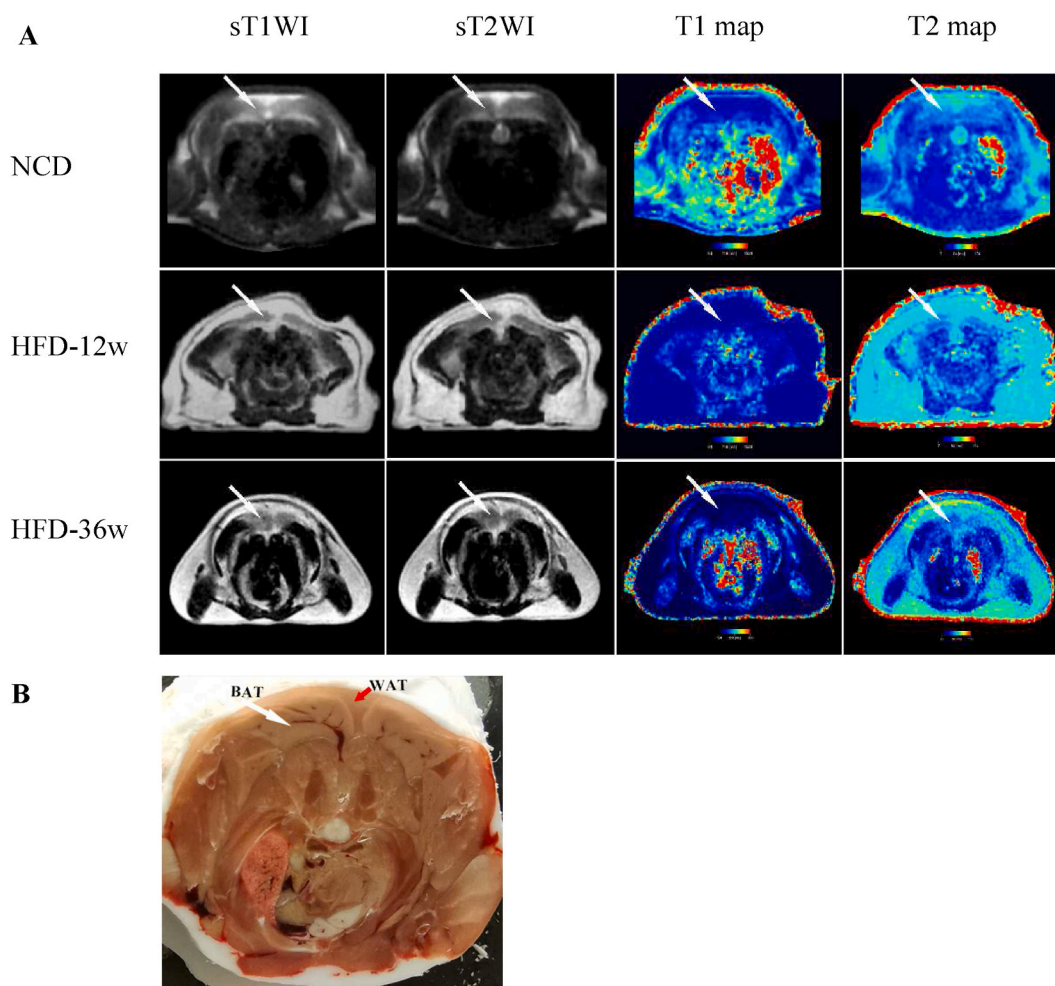 A
sT1WI sT2WI T1 map T2 map
NCD
HFD-12w
HFD-36w
B
BAT WAT